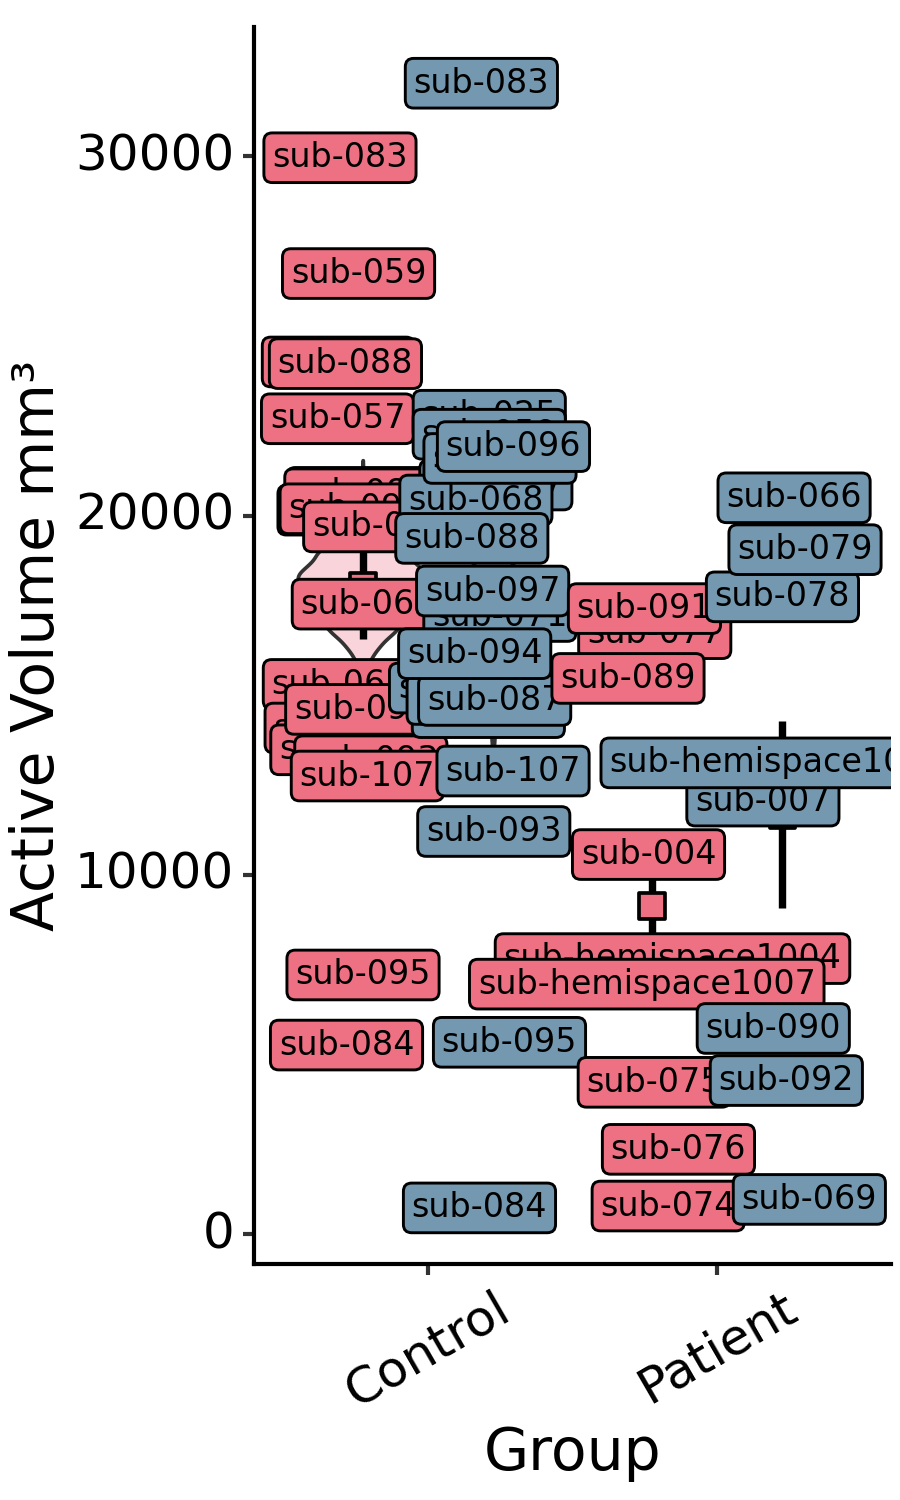 sub-083
30000
sub-083
sub-059
sub-088
sub-057
sub-096
20000
sub-068
sub-066
sub-088
sub-079
sub-097
sub-078
sub-091
sub-077
sub-094
sub-089
sub-087
sub-107
sub-107
sub-hemispace10
sub-007
sub-093
10000
sub-004
sub-hemispace1004
sub-095
sub-hemispace1007
sub-084
sub-095
sub-090
sub-075
sub-092
sub-076
sub-084
sub-074
sub-069
0
Active Volume mm³
Control
Patient
Group